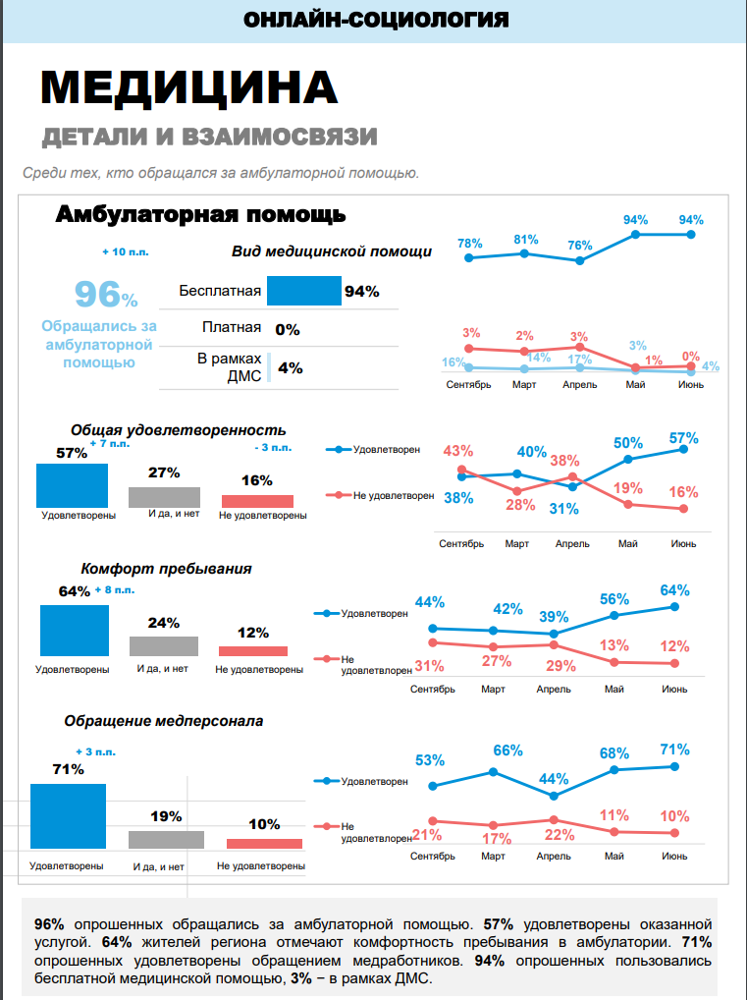 ОНЛАЙН-СОЦИОЛОГИЯ
МЕДИЦИНА
ДЕТАЛИ И ВЗАИМОСВЯЗИ
Среди тех, кто обращался за амбулаторной помощью.
Амбулаторная помощь
+ 10 п.п.
96%
Обращались за
амбулаторной
помощью
Вид медицинской помощи
Бесплатная 94%
Платная 0%
В рамках
ДМС 4%
78% 81% 76% 94% 94%
3% 2% 3% 1% 0%
16% 14% 17% 3% 4%
Сентябрь Март Апрель Май Июнь
Общая удовлетворенность
57% + 7 п.п. 27% - 3 п.п. 16%
Удовлетворены И да, и нет Не удовлетворены
Удовлетворен
Не удовлетворен
43% 40% 38% 50% 57%
38% 28% 31% 19% 16%
Сентябрь Март Апрель Май Июнь
Комфорт пребывания
64% + 8 п.п. 24% 12%
Удовлетворены И да, и нет Не удовлетворены
Удовлетворен
Не
удовлетвлорен
44% 42% 39% 56% 64%
31% 27% 29% 13% 12%
Сентябрь Март Апрель Май Июнь
Обращение медперсонала
+ 3 п.п.
71% 19% 10%
Удовлетворены И да, и нет Не удовлетворены
Удовлетворен
Не
удовлетвлорен
53% 66% 44% 68% 71%
21% 17% 22% 11% 10%
Сентябрь Март Апрель Май Июнь
96% опрошенных обращались за амбулаторной помощью. 57% удовлетворены оказанной
услугой. 64% жителей региона отмечают комфортность пребывания в амбулатории. 71%
опрошенных удовлетворены обращением медработников. 94% опрошенных пользовались
бесплатной медицинской помощью, 3% – в рамках ДМС.